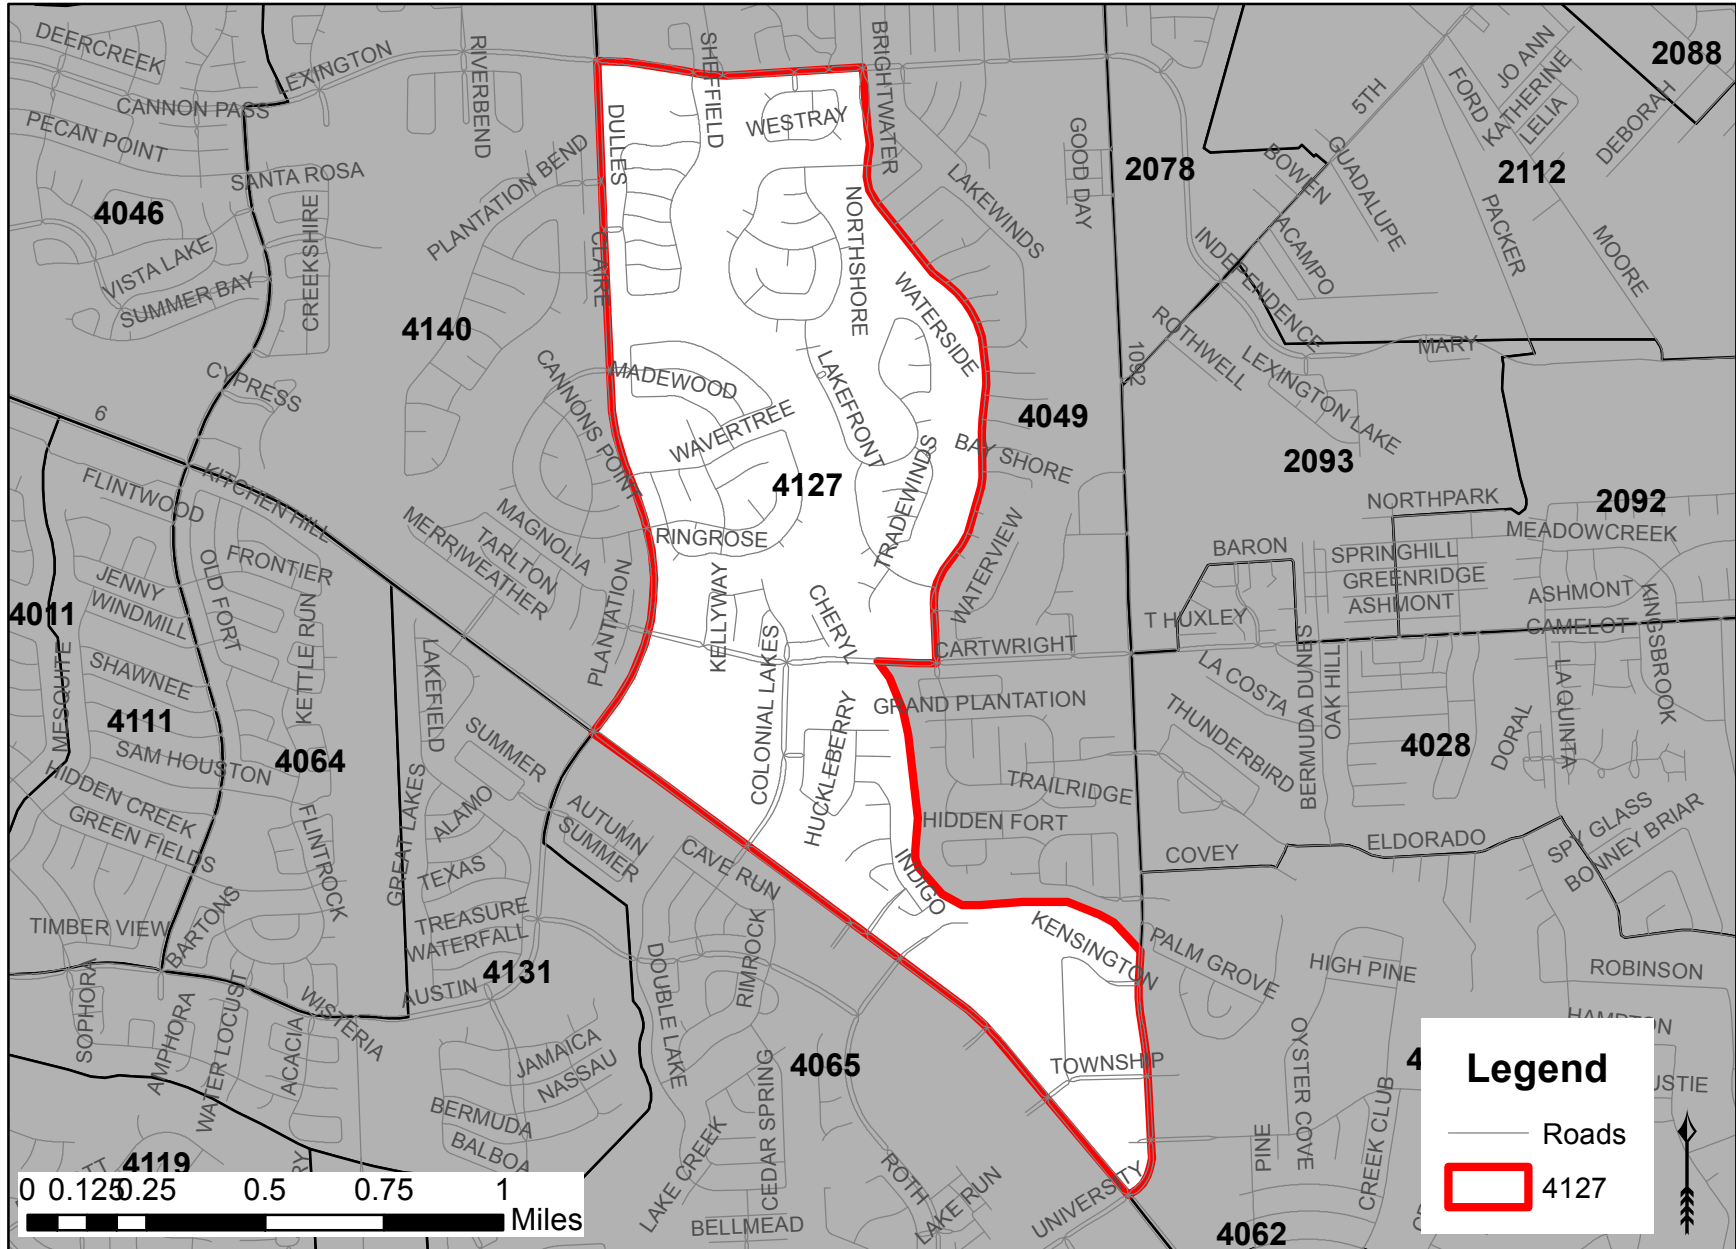 DEERCREEK
LEXINGTON
RIVERBEND
SHEFFIELD
BRIGHTWATER
5TH
JO ANN
FORD
KATHERINE
LELIA
DEBORAH
2088
CANNON PASS
PECAN POINT
SANTA ROSA
4046
VISTA LAKE
SUMMER BAY
CREEKSHIRE
PLANTATION BEND
DULLES
CLAIRE
WESTRAY
NORTHSHORE
LAKEWINDS
GOOD DAY
2078
BOWEN
GUADALUPE
2112
ACAMPO
PACKER
MOORE
INDEPENDENCE
4140
CYPRESS
CANNONS POINT
MADEWOOD
WAVERTREE
LAKEFRONT
WATERSIDE
1092
ROTHWELL
LEXINGTON LAKE
MARY
6
4049
BAY SHORE
2093
NORTHPARK
2092
MEADOWCREEK
FLINTWOOD
KITCHEN HILL
4127
TRADEWINDS
MERRIWEATHER
MAGNOLIA
TARLTON
RINGROSE
WATERVIEW
BARON
SPRINGHILL
GREENRIDGE
ASHMONT
ASHMONT
KINGSBROOK
OLD FORT
FRONTIER
JENNY
WINDMILL
4011
MESQUITE
KETTLE RUN
PLANTATION
KELLYWAY
CHERYL
COLONIAL LAKES
CARTWRIGHT
T HUXLEY
CAMELOT
SHAWNEE
4111
SAM HOUSTON
4064
LAKEFIELD
SUMMER
HUCKLEBERRY
GRAND PLANTATION
LA COSTA
THUNDERBIRD
BERMUDA DUNES
OAK HILL
4028
DORAL
LA QUINTA
HIDDEN CREEK
GREEN FIELDS
FLINTROCK
GREAT LAKES
ALAMO
AUTUMN
SUMMER
TRAILRIDGE
HIDDEN FORT
COVEY
ELDORADO
SPY GLASS
BONNEY BRIAR
TEXAS
CAVE RUN
INDIGO
TIMBER VIEW
BARTONS
TREASURE
WATERFALL
4131
AUSTIN
KENSINGTON
PALM GROVE
HIGH PINE
ROBINSON
SOPHORA
AMPHORA
WATER LOCUST
ACACIA
WISTERIA
DOUBLE LAKE
RIMROCK
JAMAICA
NASSAU
4065
TOWNSHIP
OYSTER COVE
HAMPTON
BERMUDA
BALBOA
LAKE CREEK
CEDAR SPRING
ROTH
LAKE RUN
UNIVERSITY
PINE
CREEK CLUB
4119
BELLMEAD
4062
Legend
Roads
4127
0 0.125 0.25 0.5 0.75 1
Miles